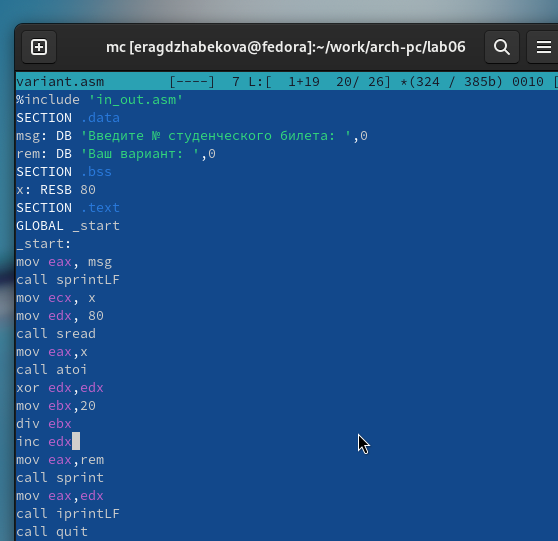 mc [eragdzhabekova@fedora]:~/work/arch-pc/lab06
variant.asm [----] 7 L:[ 1+19 20/ 26] *(324 / 385b) 0010 [
%include 'in_out.asm'
SECTION .data
msg: DB 'Введите № студенческого билета: ',0
rem: DB 'Ваш вариант: ',0
SECTION .bss
x: RESB 80
SECTION .text
GLOBAL _start
_start:
mov eax, msg
call sprintLF
mov ecx, x
mov edx, 80
call sread
mov eax,x
call atoi
xor edx,edx
mov ebx,20
div ebx
inc edx
mov eax,rem
call sprint
mov eax,edx
call iprintLF
call quit